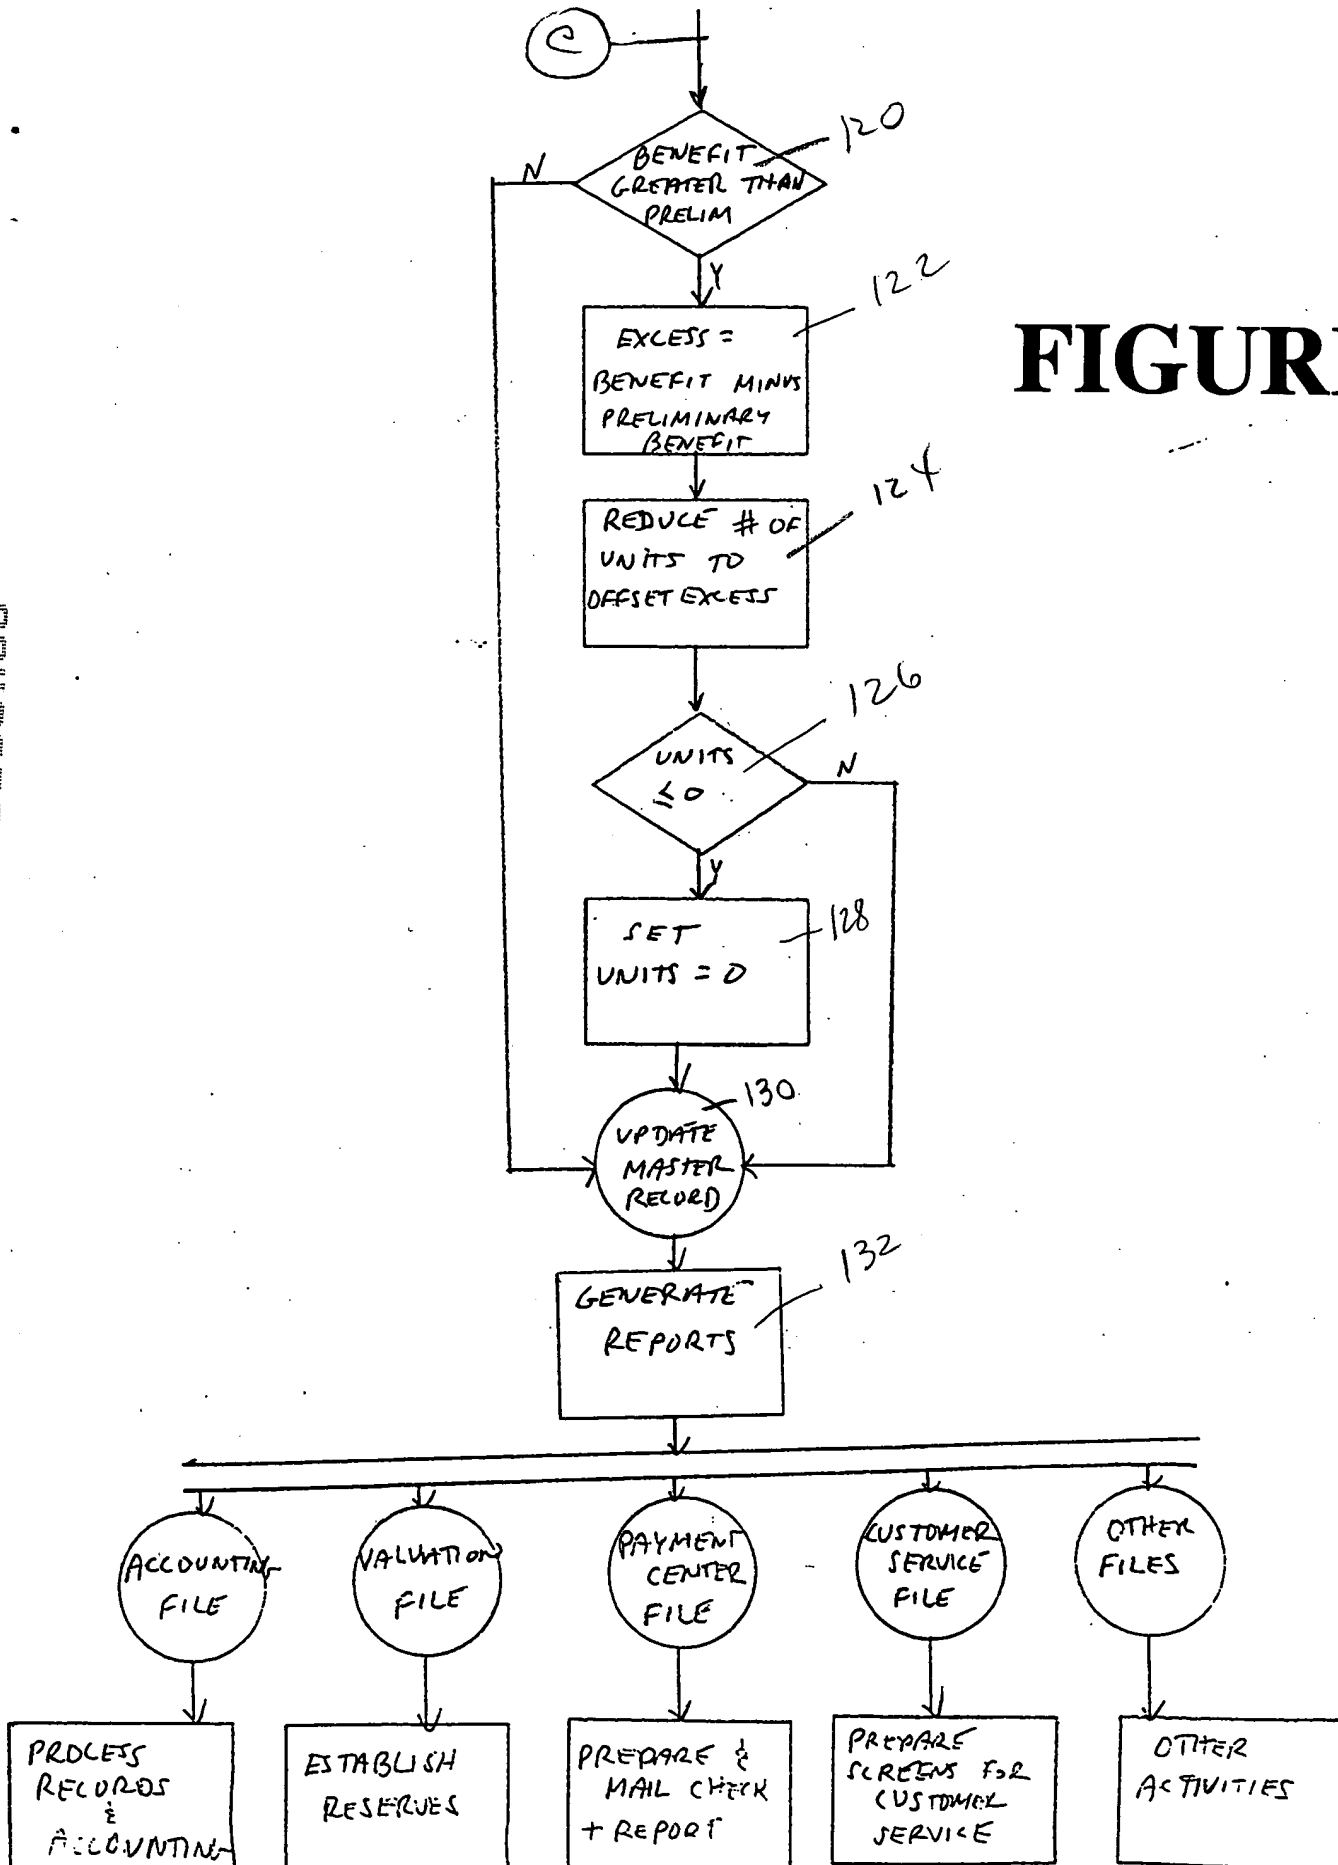 C
120
N
BENEFIT
GREATER THAN
PRELIM
Y
122
EXCESS =
BENEFIT MINUS
PRELIMINARY
BENEFIT
FIGUR
124
REDUCE # OF
UNITS TO
OFFSET EXCESS
126
UNITS
≤ 0
N
Y
128
SET
UNITS = 0
130
UPDATE
MASTER
RECORD
132
GENERATE
REPORTS
ACCOUNTING
FILE
VALUATION
FILE
PAYMENT
CENTER
FILE
CUSTOMER
SERVICE
FILE
OTHER
FILES
PROCESS
RECORDS
&
ACCOUNTING
ESTABLISH
RESERVES
PREPARE &
MAIL CHECK
+ REPORT
PREPARE
SCREENS FOR
CUSTOMER
SERVICE
OTHER
ACTIVITIES